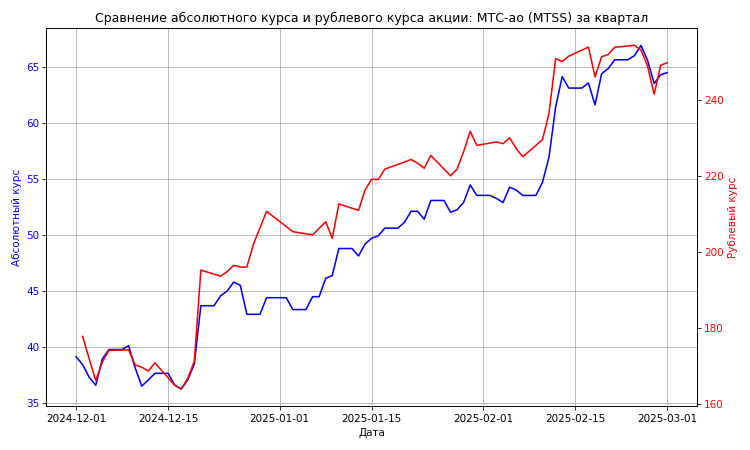 Сравнение абсолютного курса и рублевого курса акции: МТС-ао (MTSS) за квартал
Абсолютный курс
65
60
55
50
45
40
35
240
220
200
180
160
Рублевый курс
2024-12-01 2024-12-15 2025-01-01 2025-01-15 2025-02-01 2025-02-15 2025-03-01
Дата